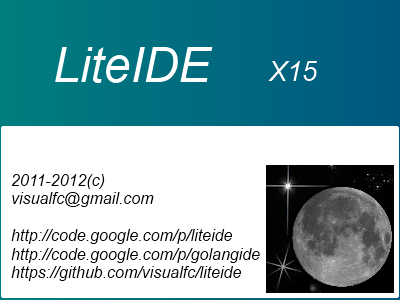 LiteIDE X15
2011-2012(c)
visualfc@gmail.com
http://code.google.com/p/liteide
http://code.google.com/p/golangide
https://github.com/visualfc/liteide